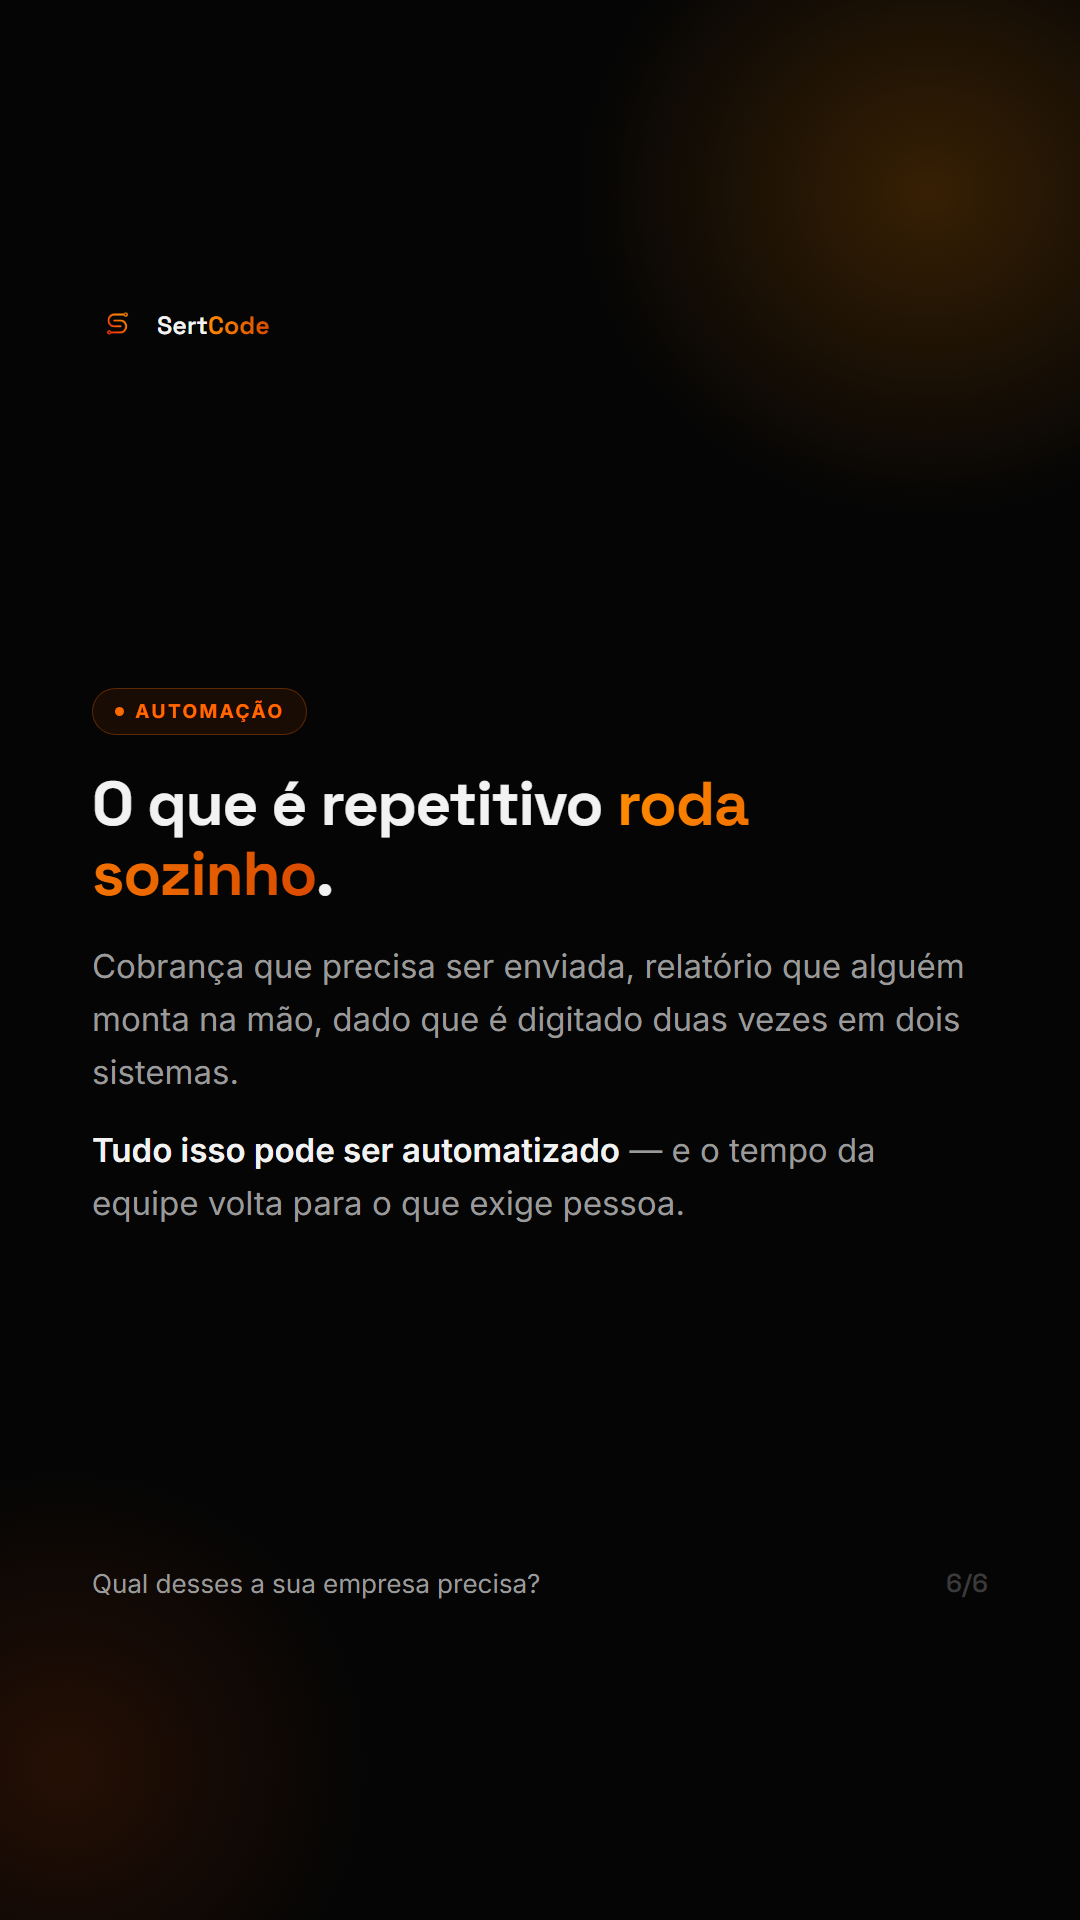 SertCode
AUTOMAÇÃO
O que é repetitivo roda
sozinho.
Cobrança que precisa ser enviada, relatório que alguém
monta na mão, dado que é digitado duas vezes em dois
sistemas.
Tudo isso pode ser automatizado — e o tempo da
equipe volta para o que exige pessoa.
Qual desses a sua empresa precisa?
6/6